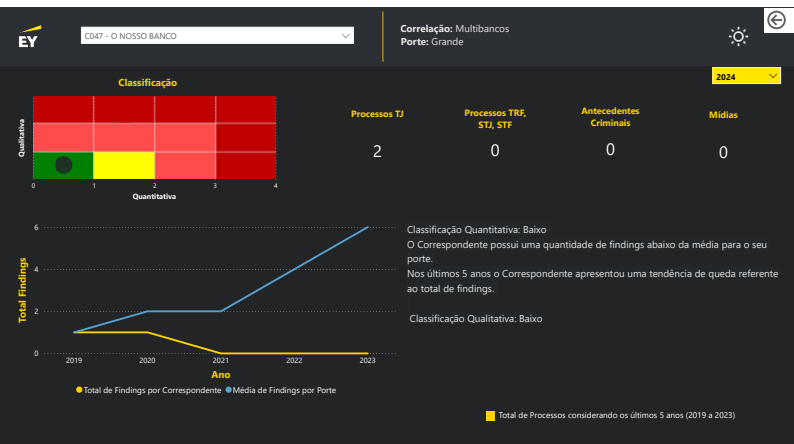 EY
C047 - O NOSSO BANCO
Correlação: Multibancos
Porte: Grande
2024
Classificação
Qualitativa
0 1 2 3 4
Quantitativa
Processos TJ
2
Processos TRF,
STJ, STF
0
Antecedentes
Criminais
0
Mídias
0
Total Findings
6
4
2
0
2019 2020 2021 2022 2023
Ano
Total de Findings por Correspondente Média de Findings por Porte
Classificação Quantitativa: Baixo
O Correspondente possui uma quantidade de findings abaixo da média para o seu
porte.
Nos últimos 5 anos o Correspondente apresentou uma tendência de queda referente
ao total de findings.
Classificação Qualitativa: Baixo
Total de Processos considerando os últimos 5 anos (2019 a 2023)